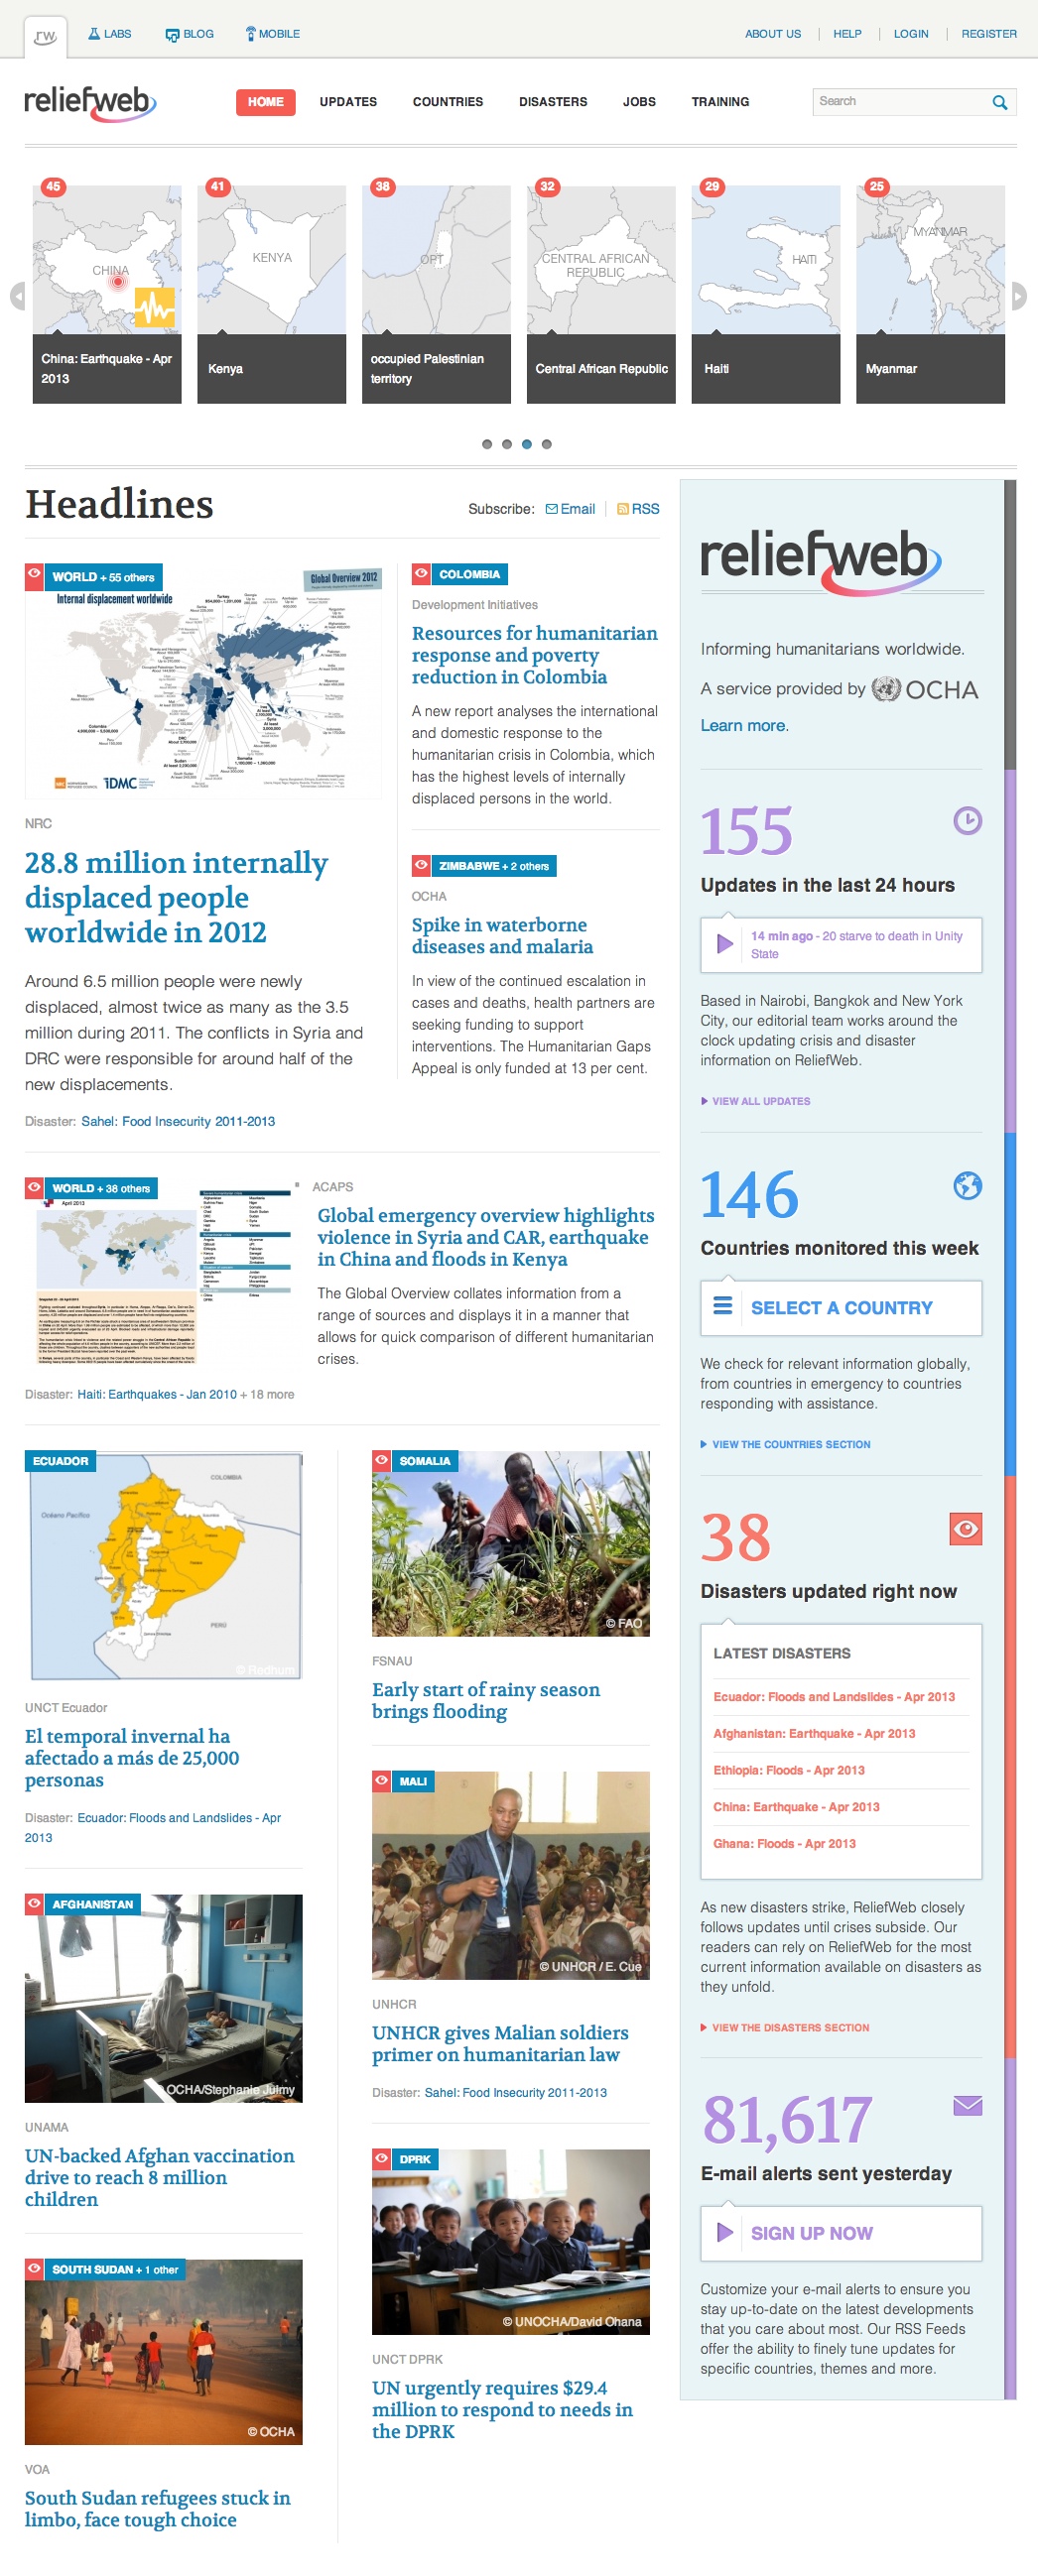 rw LABS BLOG MOBILE ABOUT US HELP LOGIN REGISTER
reliefweb HOME UPDATES COUNTRIES DISASTERS JOBS TRAINING Search
45 41 38 32 29 25
CHINA
KENYA
OPT
CENTRAL AFRICAN
REPUBLIC
HAITI
MYANMAR
China: Earthquake - Apr
2013
Kenya
occupied Palestinian
territory
Central African Republic
Haiti
Myanmar
Headlines
Subscribe: Email RSS
WORLD + 55 others
Global Overview 2012
Internal displacement worldwide
iDMC
NRC
28.8 million internally
displaced people
worldwide in 2012
Around 6.5 million people were newly
displaced, almost twice as many as the 3.5
million during 2011. The conflicts in Syria and
DRC were responsible for around half of the
new displacements.
Disaster: Sahel: Food Insecurity 2011-2013
COLOMBIA
Development Initiatives
Resources for humanitarian
response and poverty
reduction in Colombia
A new report analyses the international
and domestic response to the
humanitarian crisis in Colombia, which
has the highest levels of internally
displaced persons in the world.
ZIMBABWE + 2 others
OCHA
Spike in waterborne
diseases and malaria
In view of the continued escalation in
cases and deaths, health partners are
seeking funding to support
interventions. The Humanitarian Gaps
Appeal is only funded at 13 per cent.
WORLD + 38 others
April 2013
ACAPS
Global emergency overview highlights
violence in Syria and CAR, earthquake
in China and floods in Kenya
The Global Overview collates information from a
range of sources and displays it in a manner that
allows for quick comparison of different humanitarian
crises.
Disaster: Haiti: Earthquakes - Jan 2010 + 18 more
ECUADOR
COLOMBIA
Océano Pacífico
PERÚ
© Redhum
UNCT Ecuador
El temporal invernal ha
afectado a más de 25,000
personas
Disaster: Ecuador: Floods and Landslides - Apr
2013
AFGHANISTAN
OCHA/Stephanie Julmy
UNAMA
UN-backed Afghan vaccination
drive to reach 8 million
children
SOUTH SUDAN + 1 other
© OCHA
VOA
South Sudan refugees stuck in
limbo, face tough choice
SOMALIA
© FAO
FSNAU
Early start of rainy season
brings flooding
MALI
© UNHCR / E. Cue
UNHCR
UNHCR gives Malian soldiers
primer on humanitarian law
Disaster: Sahel: Food Insecurity 2011-2013
DPRK
© UNOCHA/David Ohana
UNCT DPRK
UN urgently requires $29.4
million to respond to needs in
the DPRK
reliefweb
Informing humanitarians worldwide.
A service provided by OCHA
Learn more.
155
Updates in the last 24 hours
14 min ago - 20 starve to death in Unity
State
Based in Nairobi, Bangkok and New York
City, our editorial team works around the
clock updating crisis and disaster
information on ReliefWeb.
VIEW ALL UPDATES
146
Countries monitored this week
SELECT A COUNTRY
We check for relevant information globally,
from countries in emergency to countries
responding with assistance.
VIEW THE COUNTRIES SECTION
38
Disasters updated right now
LATEST DISASTERS
Ecuador: Floods and Landslides - Apr 2013
Afghanistan: Earthquake - Apr 2013
Ethiopia: Floods - Apr 2013
China: Earthquake - Apr 2013
Ghana: Floods - Apr 2013
As new disasters strike, ReliefWeb closely
follows updates until crises subside. Our
readers can rely on ReliefWeb for the most
current information available on disasters as
they unfold.
VIEW THE DISASTERS SECTION
81,617
E-mail alerts sent yesterday
SIGN UP NOW
Customize your e-mail alerts to ensure you
stay up-to-date on the latest developments
that you care about most. Our RSS Feeds
offer the ability to finely tune updates for
specific countries, themes and more.